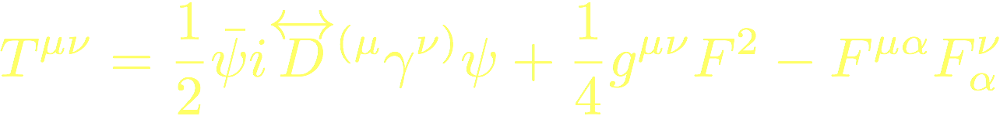 $T^{\mu\nu} = \frac{1}{2}\bar{\psi}i\overleftrightarrow{D}^{(\mu}\gamma^{\nu)}\psi + \frac{1}{4}g^{\mu\nu}F^2 - F^{\mu\alpha}F^{\nu}_{\alpha}$